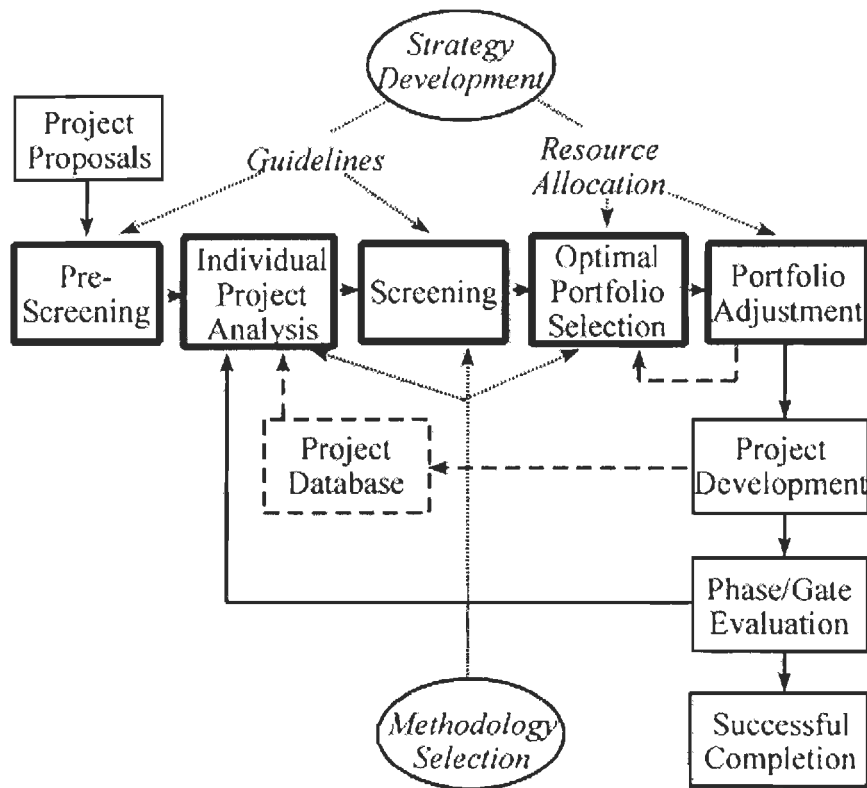 Strategy
Development
Project
Proposals
Guidelines
Resource
Allocation
Pre-
Screening
Individual
Project
Analysis
Screening
Optimal
Portfolio
Selection
Portfolio
Adjustment
Project
Database
Project
Development
Phase/Gate
Evaluation
Methodology
Selection
Successful
Completion